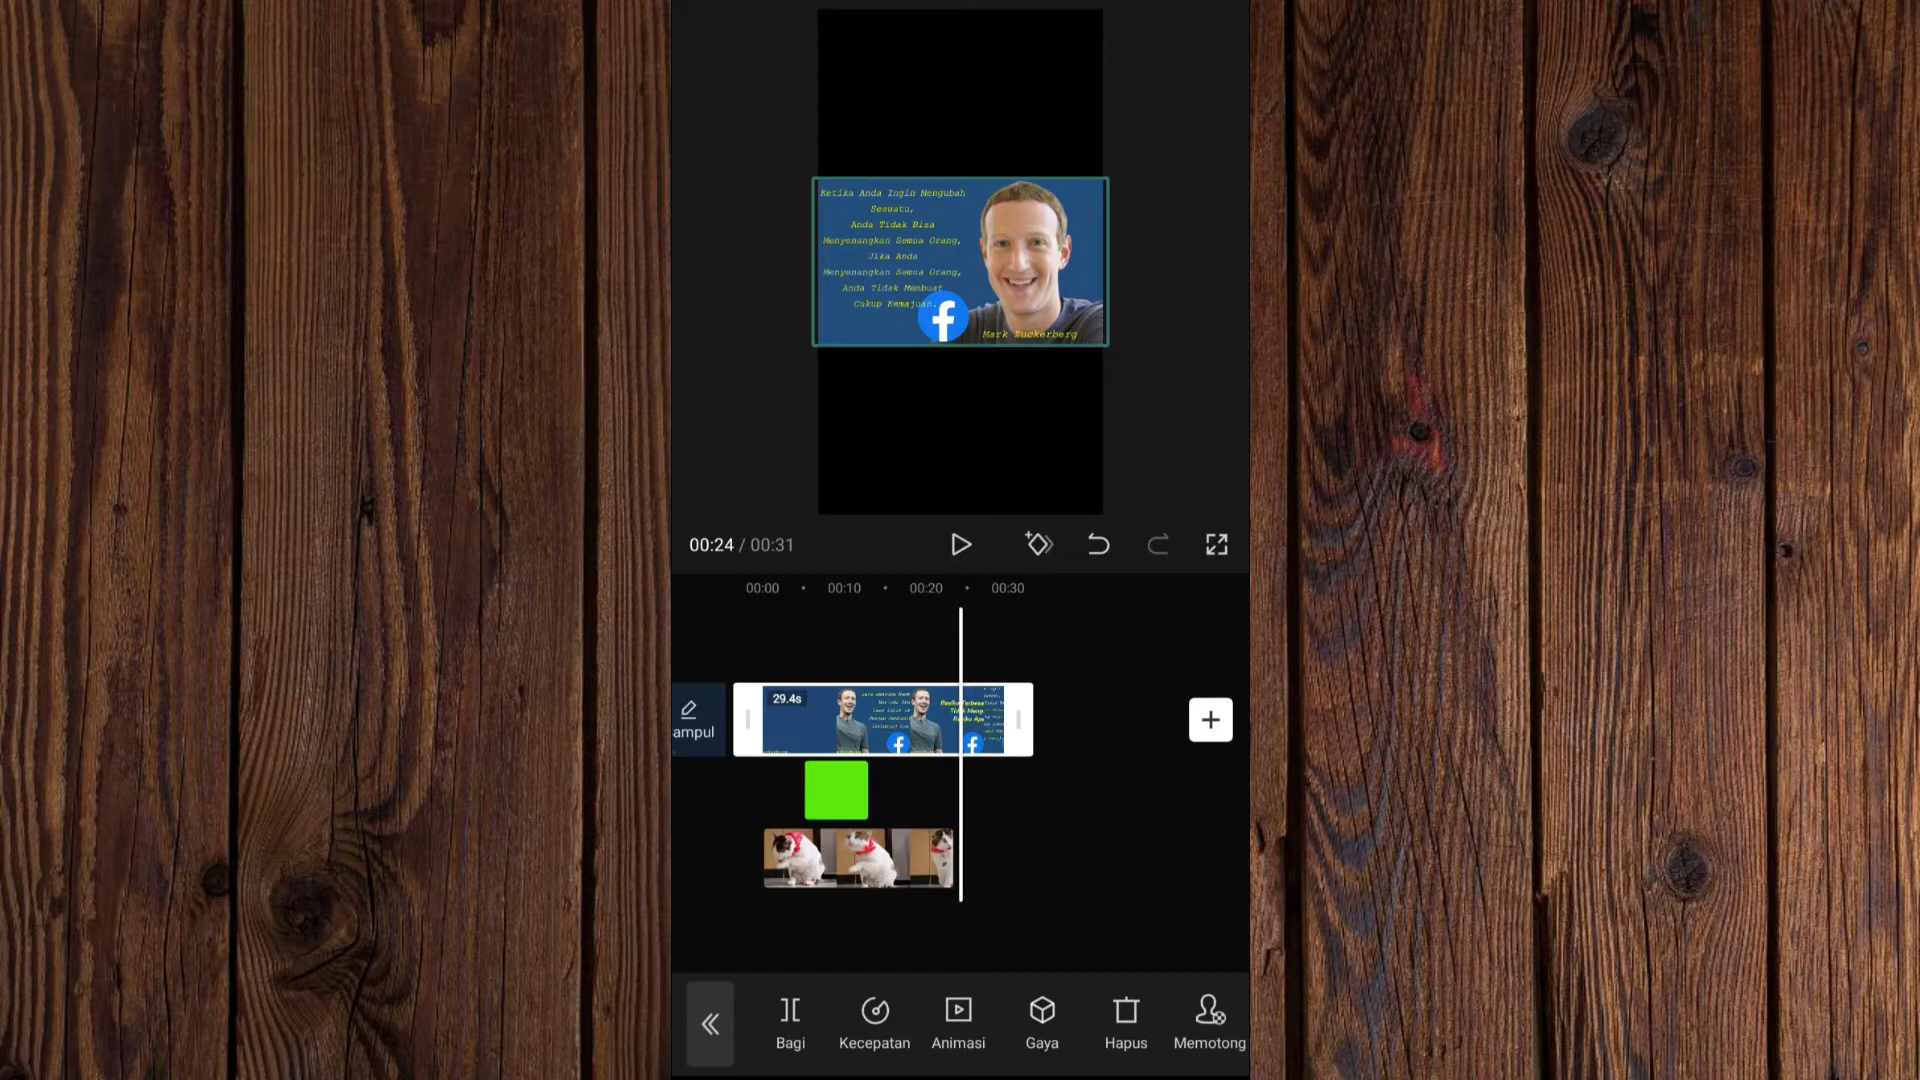 Ketika Anda Ingin Mengubah
Sesuatu,
Anda Tidak Bisa
Menyenangkan Semua Orang,
Jika Anda
Menyenangkan Semua Orang,
Anda Tidak Membuat
Cukup Kemajuan.
Mark Zuckerberg
00:24 / 00:31
00:00 00:10 00:20 00:30
ampul
29.4s
Bagi Kecepatan Animasi Gaya Hapus Memotong